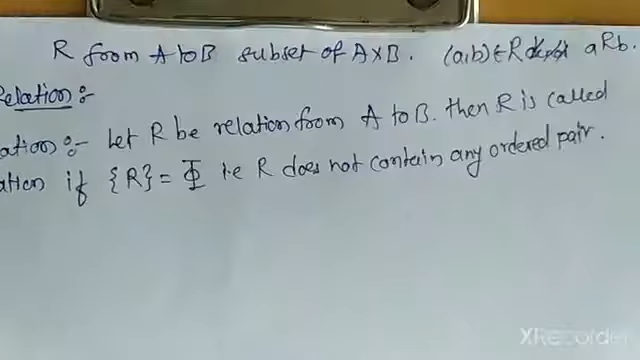 R from A to B subset of A×B. (a,b) ∈ R aRb.
Relation :-
ation :- Let R be relation from A to B. then R is called
ation if {R} = Φ i.e R does not contain any ordered pair.
XRecorder